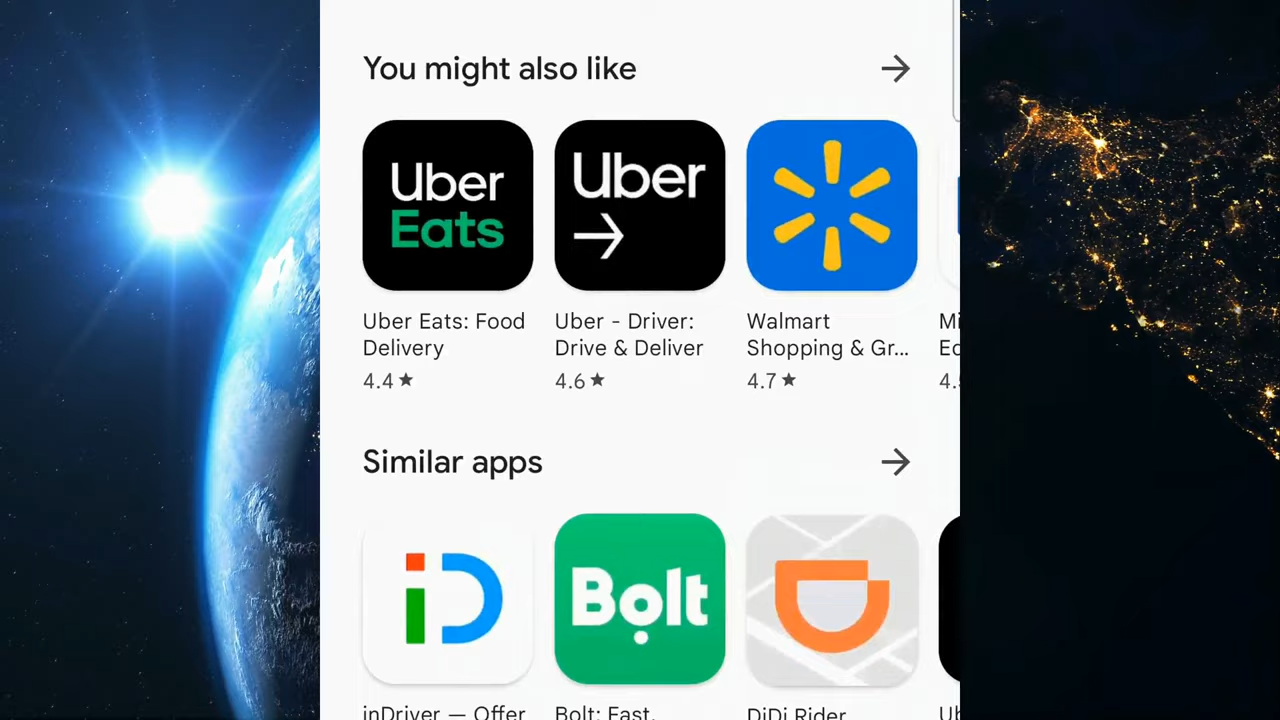 You might also like
Uber
Eats
Uber
Uber Eats: Food
Delivery
4.4 ★
Uber - Driver:
Drive & Deliver
4.6 ★
Walmart
Shopping & Gr...
4.7 ★
Similar apps
iD
Bolt
inDriver — Offer
Bolt: Fast,
DiDi Rider